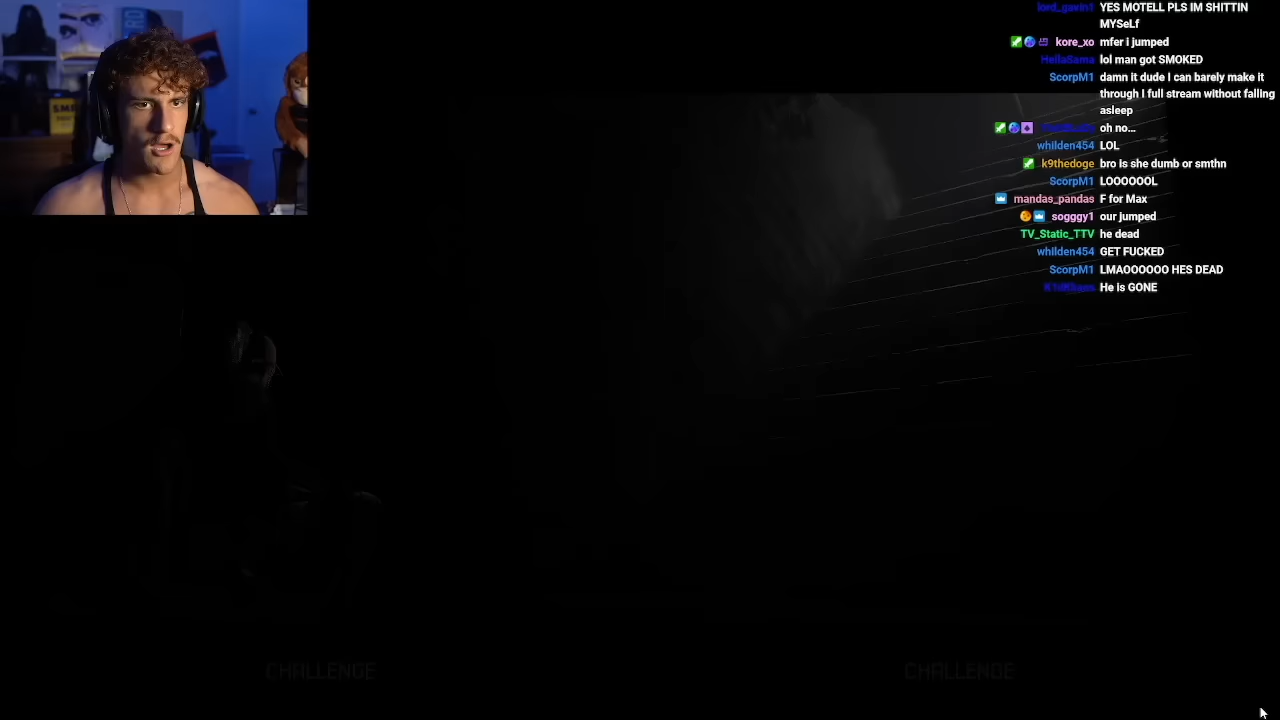 lord_gavin1 YES MOTELL PLS IM SHITTIN
MYSeLf
kore_xo mfer i jumped
HellaSama lol man got SMOKED
ScorpM1 damn it dude I can barely make it
through I full stream without falling
asleep
oh no...
whilden454 LOL
k9thedoge bro is she dumb or smthn
ScorpM1 LOOOOOOL
mandas_pandas F for Max
sogggy1 our jumped
TV_Static_TTV he dead
whilden454 GET FUCKED
ScorpM1 LMAOOOOOO HES DEAD
He is GONE
CHALLENGE
CHALLENGE